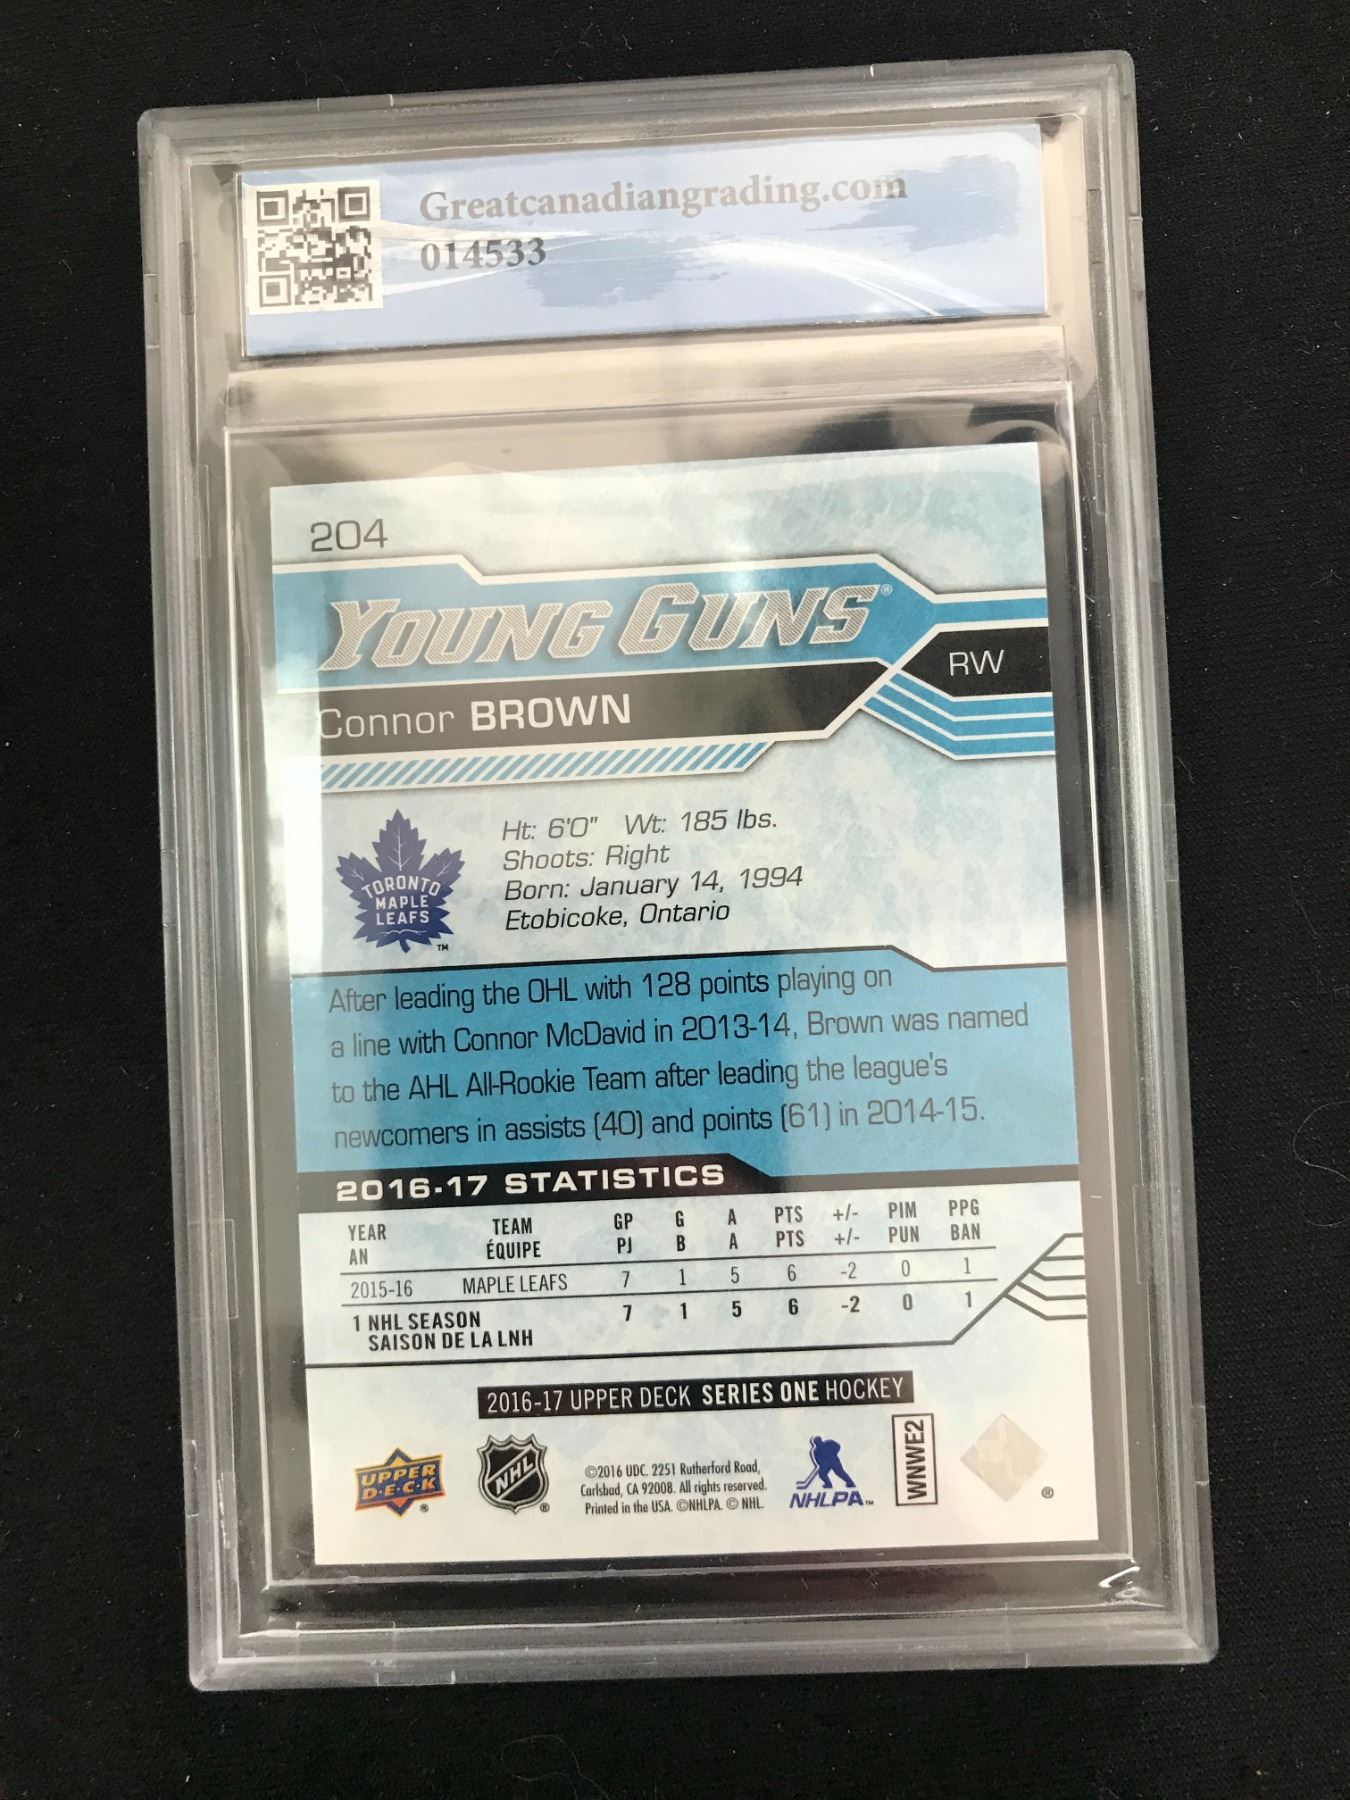 Greatcanadiangrading.com
014533
204
YOUNG GUNS®
RW
Connor BROWN
TORONTO
MAPLE
LEAFS
TM
Ht: 6'0" Wt: 185 lbs.
Shoots: Right
Born: January 14, 1994
Etobicoke, Ontario
After leading the OHL with 128 points playing on
a line with Connor McDavid in 2013-14, Brown was named
to the AHL All-Rookie Team after leading the league's
newcomers in assists (40) and points (61) in 2014-15.
2016-17 STATISTICS
YEAR TEAM GP G A PTS +/- PIM PPG
AN ÉQUIPE PJ B A PTS +/- PUN BAN
2015-16 MAPLE LEAFS 7 1 5 6 -2 0 1
1 NHL SEASON 7 1 5 6 -2 0 1
SAISON DE LA LNH
2016-17 UPPER DECK SERIES ONE HOCKEY
UPPER
D·E·C·K
®
NHL
®
©2016 UDC. 2251 Rutherford Road,
Carlsbad, CA 92008. All rights reserved.
Printed in the USA. ©NHLPA. © NHL.
NHLPA™
WNWE2
®